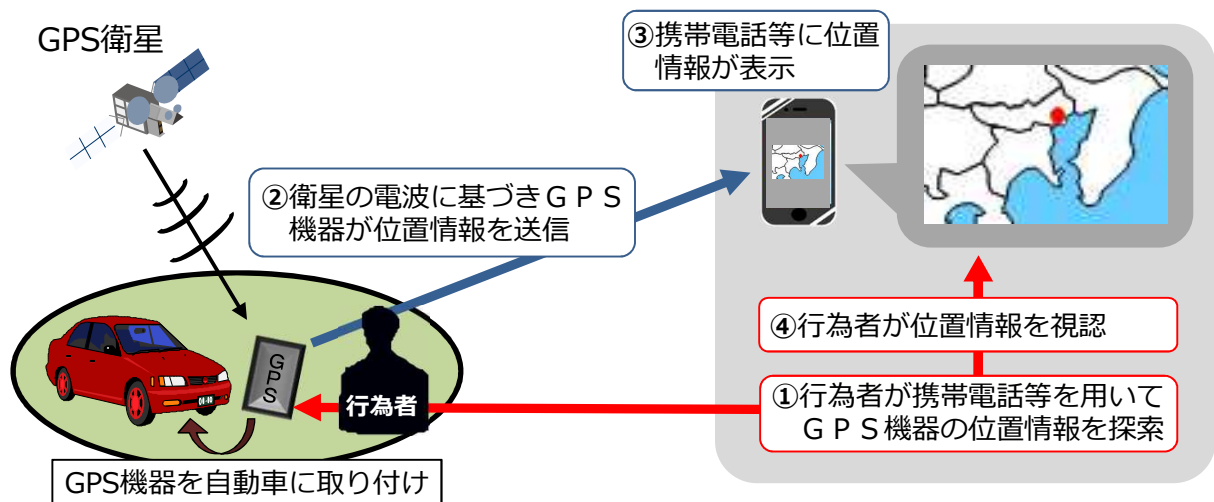 GPS衛星
③携帯電話等に位置
情報が表示
②衛星の電波に基づきＧＰＳ
機器が位置情報を送信
GPS
行為者
④行為者が位置情報を視認
①行為者が携帯電話等を用いて
ＧＰＳ機器の位置情報を探索
GPS機器を自動車に取り付け